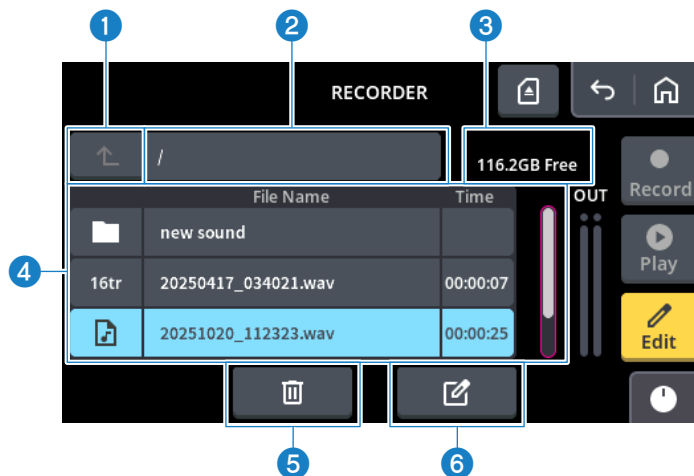 1 2 3
RECORDER
/
116.2GB Free
Record
File Name Time OUT
new sound
Play
4
16tr 20250417_034021.wav 00:00:07
20251020_112323.wav 00:00:25
Edit
5 6